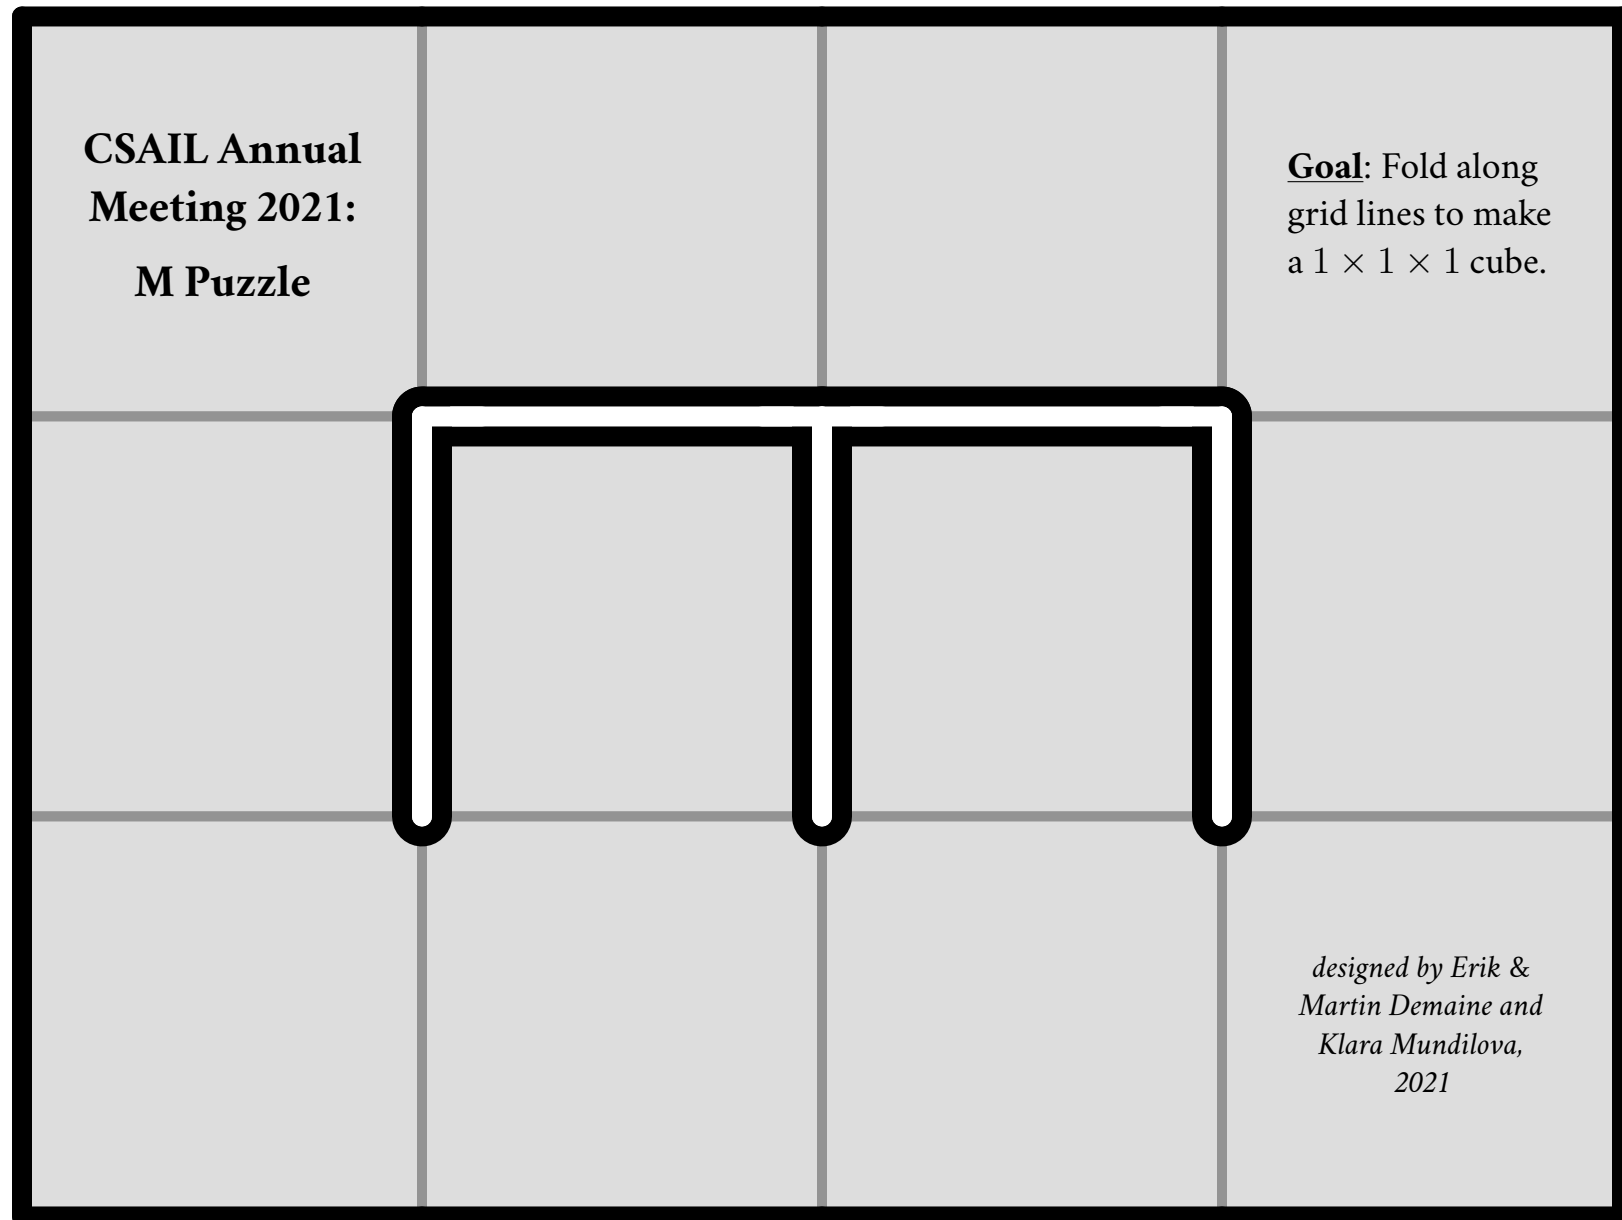 CSAIL Annual
Meeting 2021:
M Puzzle
Goal: Fold along
grid lines to make
a 1 × 1 × 1 cube.
designed by Erik &
Martin Demaine and
Klara Mundilova,
2021